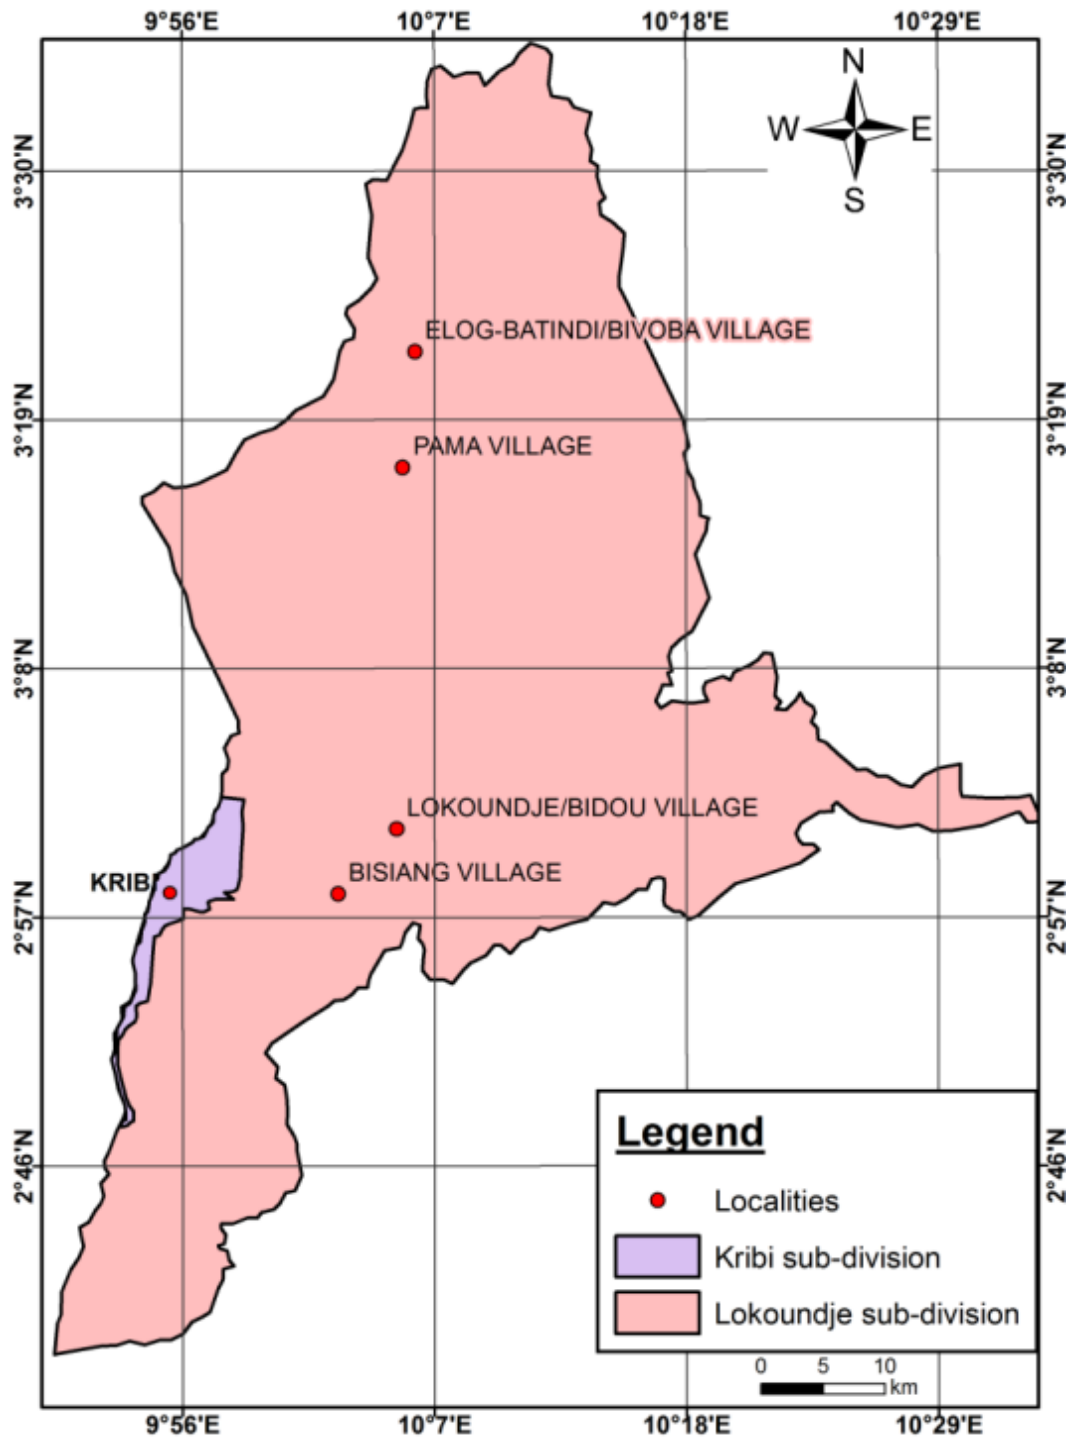 9°56'E 10°7'E 10°18'E 10°29'E
N
W E
S
3°30'N 3°30'N
ELOG-BATINDI/BIVOBA VILLAGE
3°19'N 3°19'N
PAMA VILLAGE
3°8'N 3°8'N
LOKOUNDJE/BIDOU VILLAGE
BISIANG VILLAGE
KRIBI
2°57'N 2°57'N
2°46'N 2°46'N
Legend
Localities
Kribi sub-division
Lokoundje sub-division
0 5 10
km
9°56'E 10°7'E 10°18'E 10°29'E